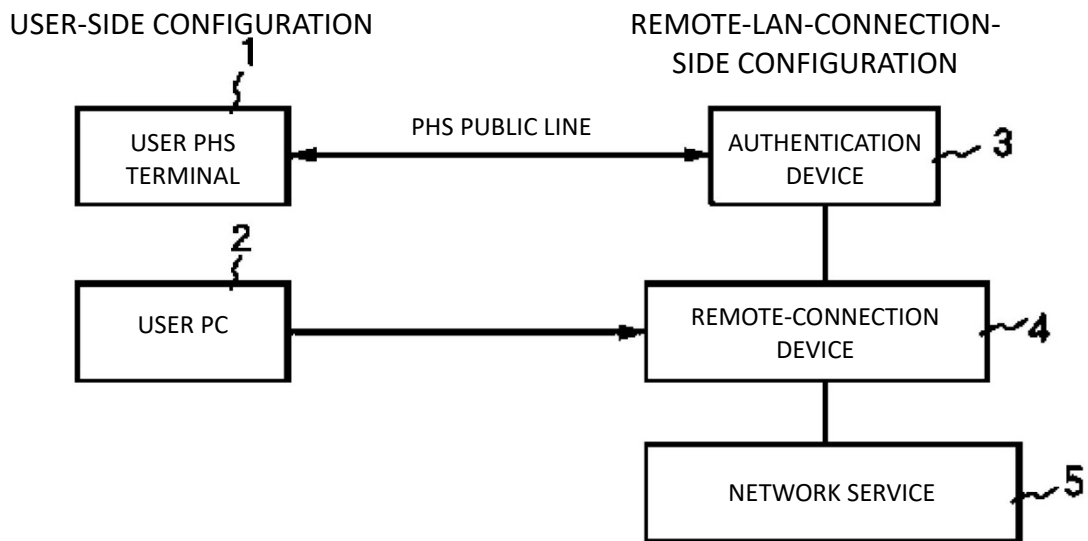 USER-SIDE CONFIGURATION
REMOTE-LAN-CONNECTION-
SIDE CONFIGURATION
1
USER PHS
TERMINAL
PHS PUBLIC LINE
AUTHENTICATION
DEVICE
3
2
USER PC
REMOTE-CONNECTION
DEVICE
4
NETWORK SERVICE
5